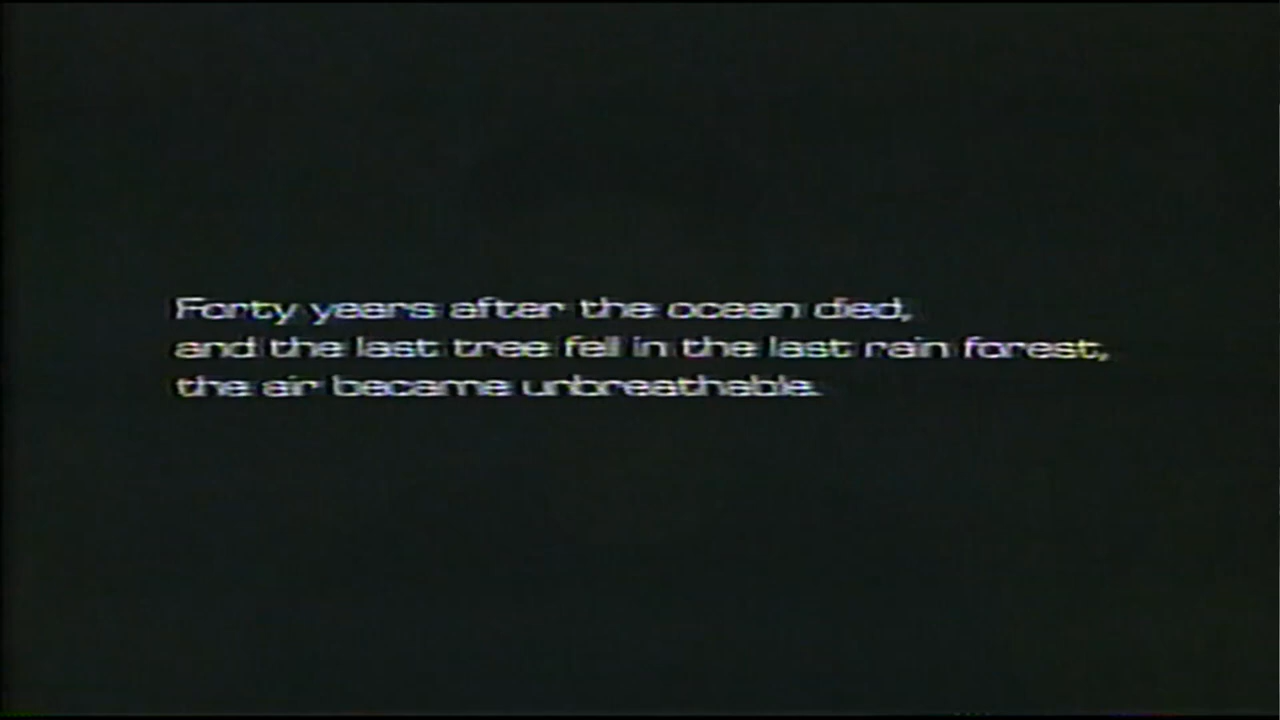 Forty years after the ocean died,
and the last tree fell in the last rain forest,
the air became unbreathable.